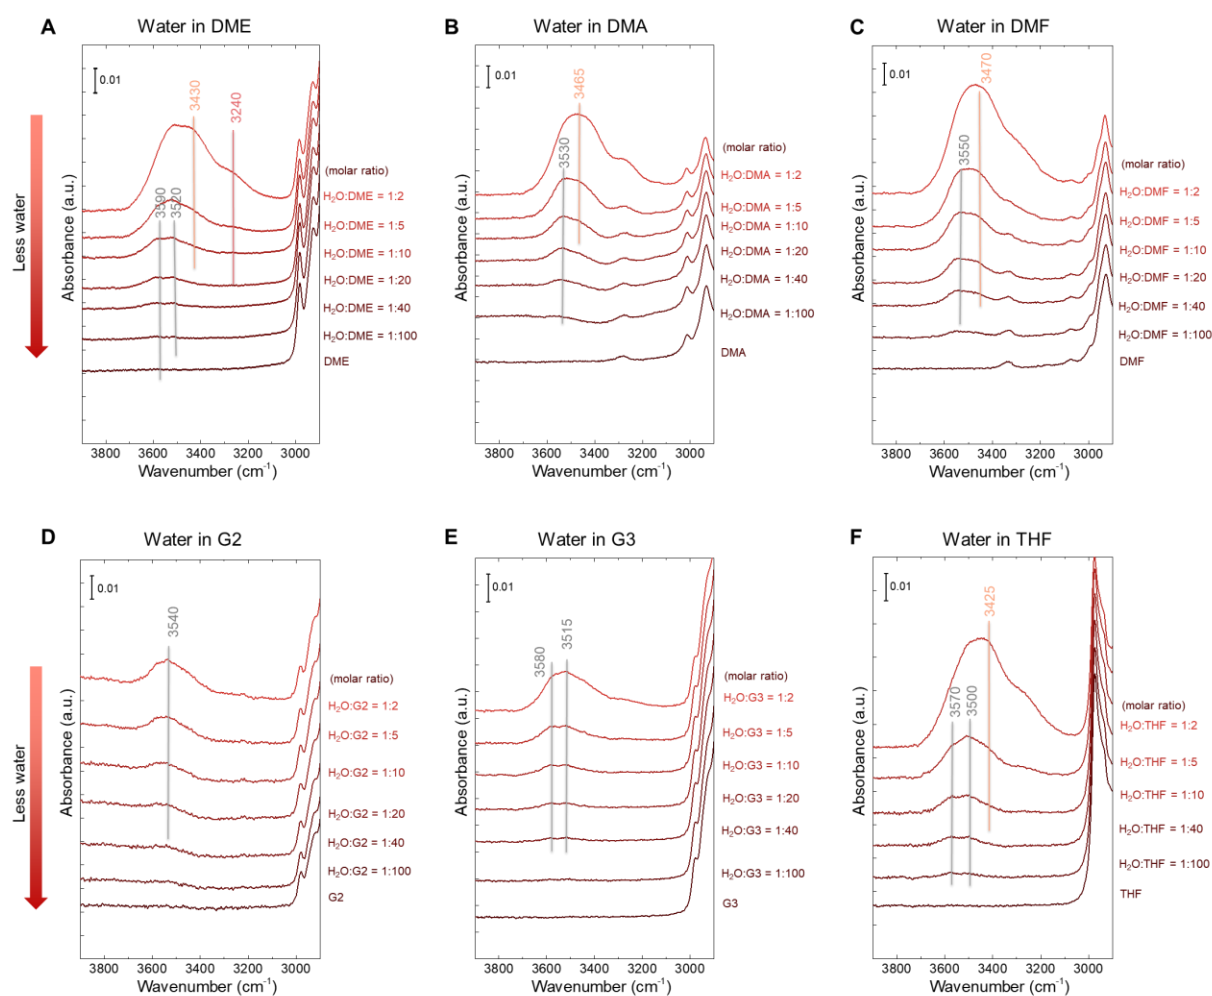 A
Water in DME
0.01
3430
3240
3590
3520
(molar ratio)
H₂O:DME = 1:2
H₂O:DME = 1:5
H₂O:DME = 1:10
H₂O:DME = 1:20
H₂O:DME = 1:40
H₂O:DME = 1:100
DME
Less water
Absorbance (a.u.)
3800 3600 3400 3200 3000
Wavenumber (cm⁻¹)
B
Water in DMA
0.01
3465
3530
(molar ratio)
H₂O:DMA = 1:2
H₂O:DMA = 1:5
H₂O:DMA = 1:10
H₂O:DMA = 1:20
H₂O:DMA = 1:40
H₂O:DMA = 1:100
DMA
Absorbance (a.u.)
3800 3600 3400 3200 3000
Wavenumber (cm⁻¹)
C
Water in DMF
0.01
3470
3550
(molar ratio)
H₂O:DMF = 1:2
H₂O:DMF = 1:5
H₂O:DMF = 1:10
H₂O:DMF = 1:20
H₂O:DMF = 1:40
H₂O:DMF = 1:100
DMF
Absorbance (a.u.)
3800 3600 3400 3200 3000
Wavenumber (cm⁻¹)
D
Water in G2
0.01
3540
(molar ratio)
H₂O:G2 = 1:2
H₂O:G2 = 1:5
H₂O:G2 = 1:10
H₂O:G2 = 1:20
H₂O:G2 = 1:40
H₂O:G2 = 1:100
G2
Less water
Absorbance (a.u.)
3800 3600 3400 3200 3000
Wavenumber (cm⁻¹)
E
Water in G3
0.01
3580
3515
(molar ratio)
H₂O:G3 = 1:2
H₂O:G3 = 1:5
H₂O:G3 = 1:10
H₂O:G3 = 1:20
H₂O:G3 = 1:40
H₂O:G3 = 1:100
G3
Absorbance (a.u.)
3800 3600 3400 3200 3000
Wavenumber (cm⁻¹)
F
Water in THF
0.01
3425
3570
3500
(molar ratio)
H₂O:THF = 1:2
H₂O:THF = 1:5
H₂O:THF = 1:10
H₂O:THF = 1:40
H₂O:THF = 1:100
THF
Absorbance (a.u.)
3800 3600 3400 3200 3000
Wavenumber (cm⁻¹)